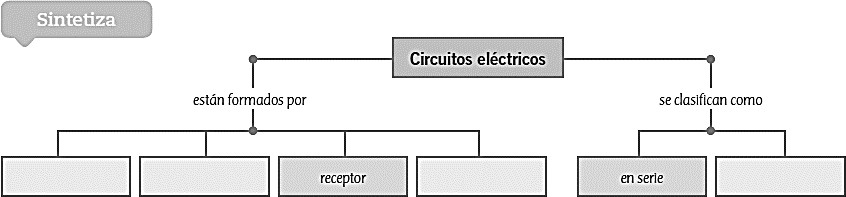 Sintetiza
Circuitos eléctricos
están formados por
se clasifican como
receptor
en serie